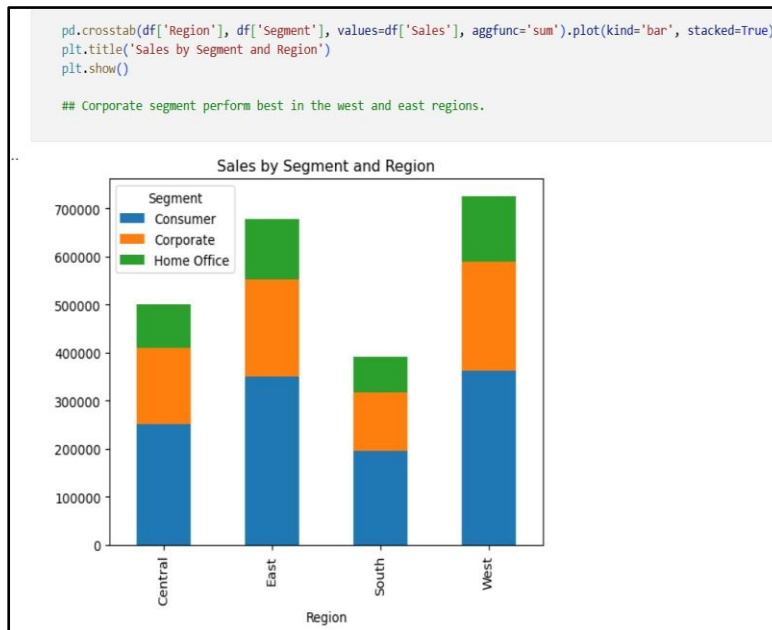 pd.crosstab(df['Region'], df['Segment'], values=df['Sales'], aggfunc='sum').plot(kind='bar', stacked=True)
plt.title('Sales by Segment and Region')
plt.show()
## Corporate segment perform best in the west and east regions.
..
Sales by Segment and Region
Segment
Consumer
Corporate
Home Office
700000
600000
500000
400000
300000
200000
100000
0
Central
East
South
West
Region